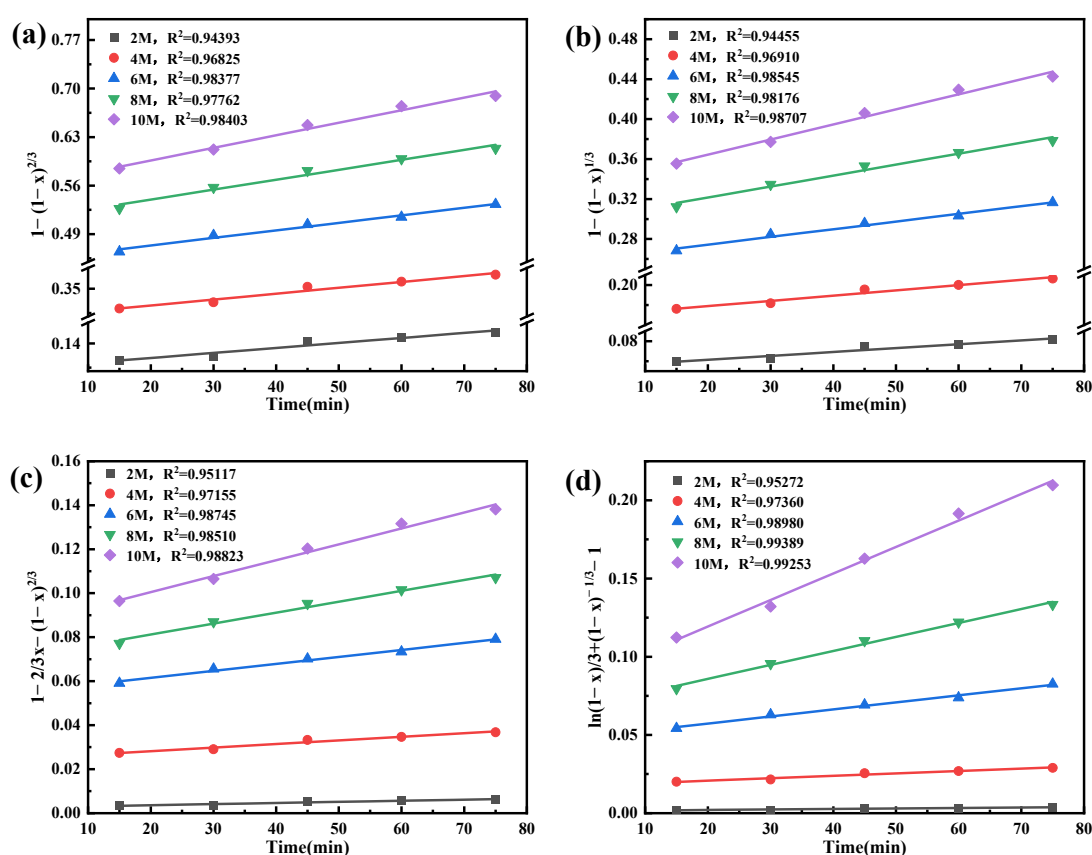 (a)
2M, R²=0.94393
4M, R²=0.96825
6M, R²=0.98377
8M, R²=0.97762
10M, R²=0.98403
0.77
0.70
0.63
0.56
0.49
0.35
0.14
1− (1− x)^2/3
10 20 30 40 50 60 70 80
Time(min)
(b)
2M, R²=0.94455
4M, R²=0.96910
6M, R²=0.98545
8M, R²=0.98176
10M, R²=0.98707
0.48
0.44
0.40
0.36
0.32
0.28
0.20
0.08
1− (1− x)^1/3
10 20 30 40 50 60 70 80
Time(min)
(c)
2M, R²=0.95117
4M, R²=0.97155
6M, R²=0.98745
8M, R²=0.98510
10M, R²=0.98823
0.16
0.14
0.12
0.10
0.08
0.06
0.04
0.02
0.00
1− 2/3x− (1− x)^2/3
10 20 30 40 50 60 70 80
Time(min)
(d)
2M, R²=0.95272
4M, R²=0.97360
6M, R²=0.98980
8M, R²=0.99389
10M, R²=0.99253
0.20
0.15
0.10
0.05
0.00
ln(1− x)/3+(1− x)^− 1/3− 1
10 20 30 40 50 60 70 80
Time(min)